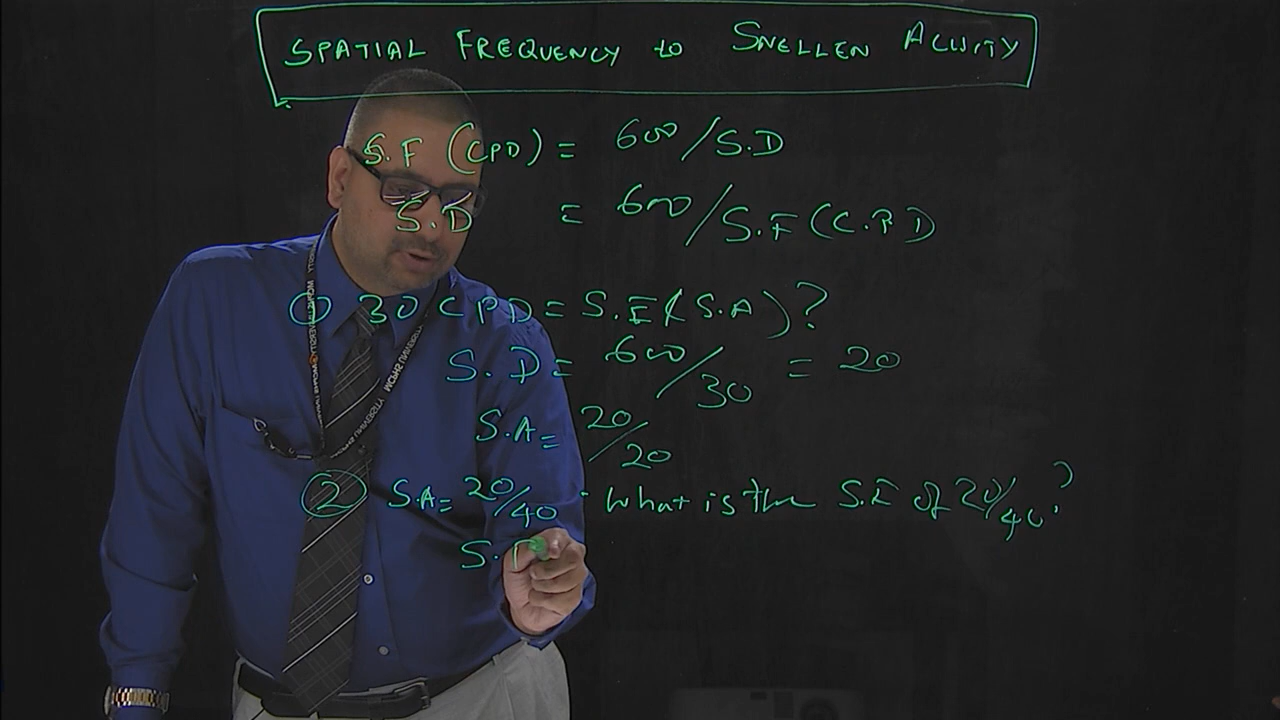 SPATIAL FREQUENCY to SNELLEN ACUITY
S.F (CPD) = 600/S.D
S.D = 600/S.F(C.P.D
① 30 CPD = S.E(S.A)?
S.D = 600/30 = 20
S.A = 20/20
② S.A = 20/40. What is the S.F of 20/40?
S.